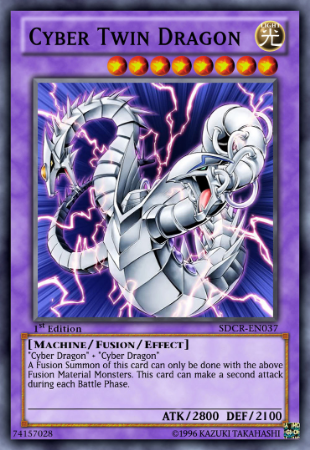 CYBER TWIN DRAGON
LIGHT
光
1st Edition
SDCR-EN037
[MACHINE/FUSION/EFFECT]
"Cyber Dragon" + "Cyber Dragon"
A Fusion Summon of this card can only be done with the above
Fusion Material Monsters. This card can make a second attack
during each Battle Phase.
ATK/2800 DEF/2100
74157028
©1996 KAZUKI TAKAHASHI